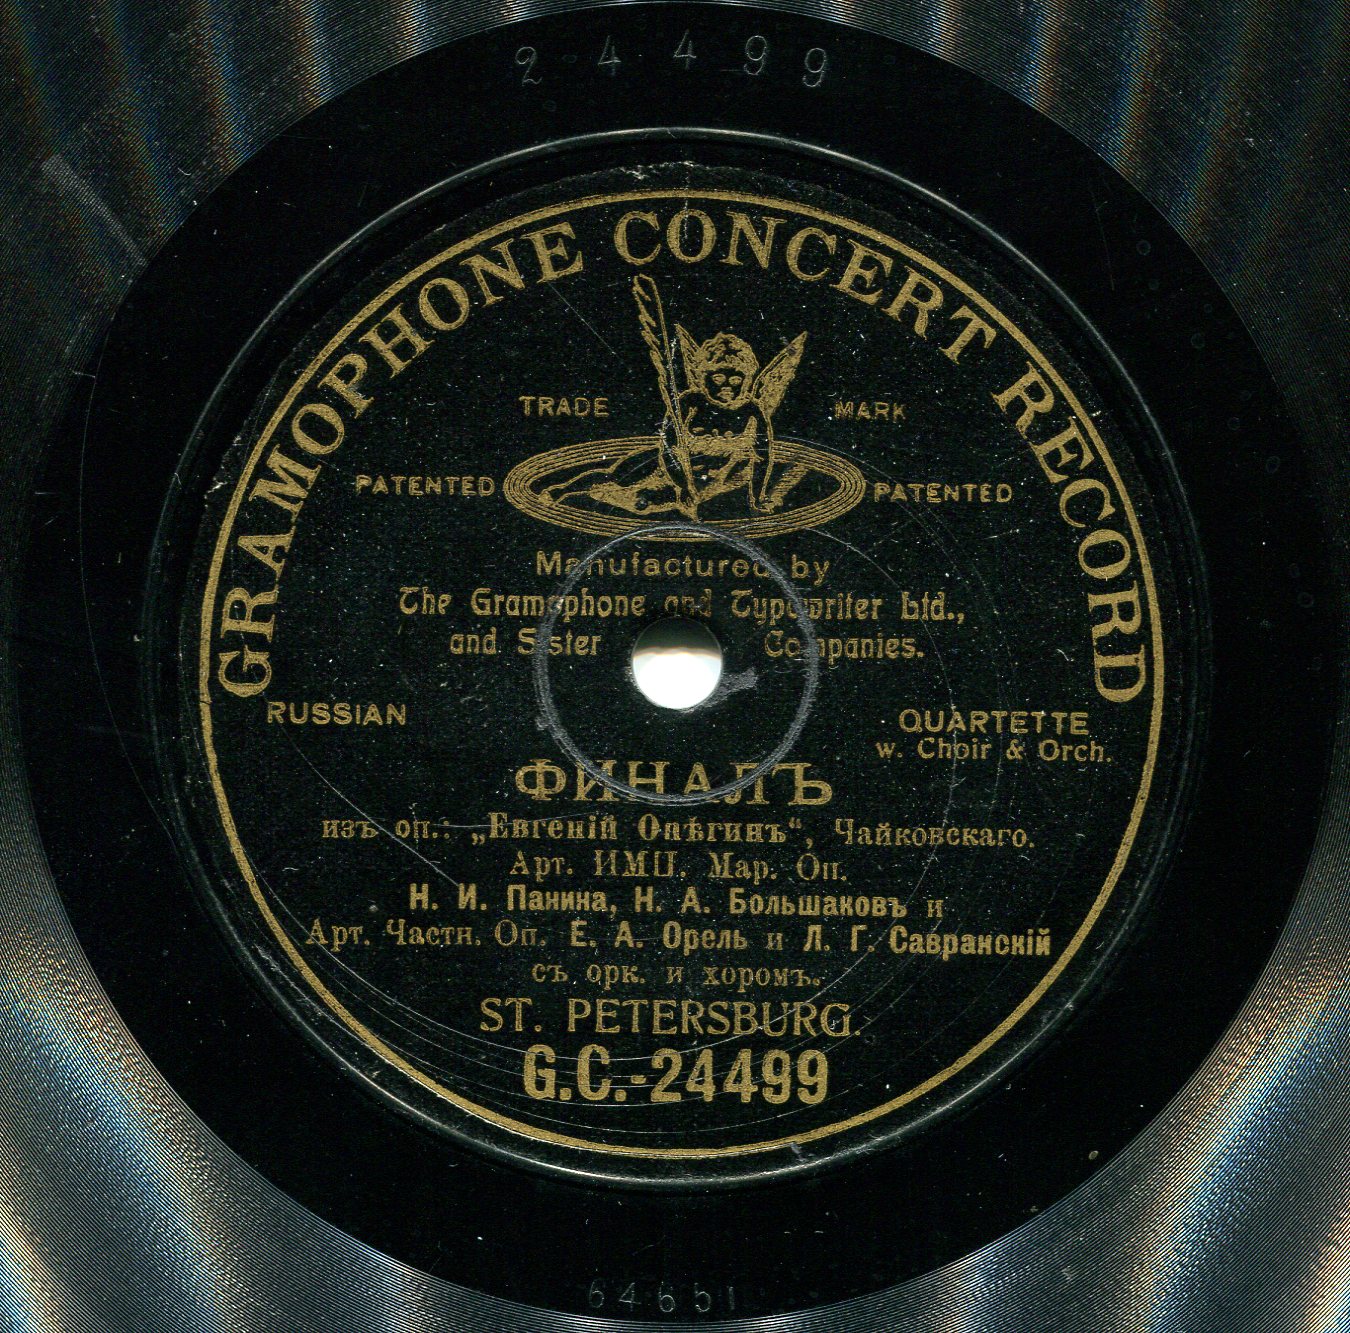 24499
GRAMOPHONE CONCERT RECORD
TRADE MARK
PATENTED PATENTED
Manufactured by
The Gramophone and Typewriter Ltd.,
and Sister Companies.
RUSSIAN
QUARTETTE
w. Choir & Orch.
ФИНАЛЪ
изъ оп.: „Евгеній Онѣгинъ“, Чайковскаго.
Арт. ИМП. Мар. Оп.
Н. И. Панина, Н. А. Большаковъ и
Арт. Частн. Оп. Е. А. Орель и Л. Г. Савранскій
съ орк. и хоромъ.
ST. PETERSBURG.
G.C.-24499
6465l